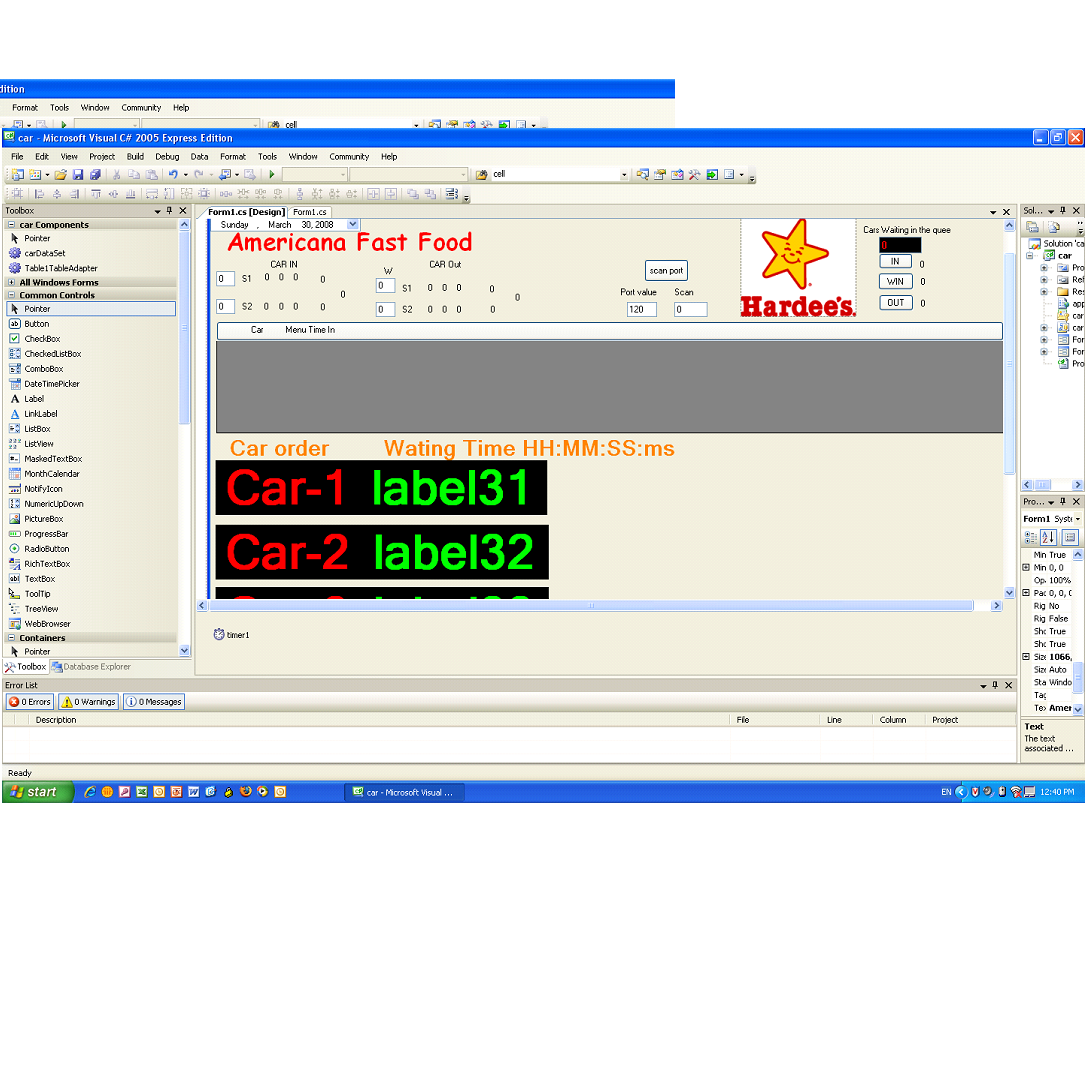 dition
Format Tools Window Community Help
cell
car - Microsoft Visual C# 2005 Express Edition
File Edit View Project Build Debug Data Format Tools Window Community Help
cell
Toolbox
Form1.cs [Design] Form1.cs
Sol...
car Components
Pointer
carDataSet
Table1TableAdapter
All Windows Forms
Common Controls
Pointer
Button
CheckBox
CheckedListBox
ComboBox
DateTimePicker
Label
LinkLabel
ListBox
ListView
MaskedTextBox
MonthCalendar
NotifyIcon
NumericUpDown
PictureBox
ProgressBar
RadioButton
RichTextBox
TextBox
ToolTip
TreeView
WebBrowser
Containers
Pointer
Toolbox Database Explorer
Sunday , March 30, 2008
Americana Fast Food
CAR IN
0 S1 0 0 0 0
0
0 S2 0 0 0 0
W CAR Out
0 S1 0 0 0 0
0
0 S2 0 0 0 0
scan port
Port value Scan
120 0
Hardee's.
Cars Waiting in the quee
0
IN 0
WIN 0
OUT 0
Car Menu Time In
Car order Wating Time HH:MM:SS:ms
Car-1 label31
Car-2 label32
timer1
Solution 'ca
car
Pro
Ref
Res
app
car
car
For
For
Pro
Pro...
Form1 Syste
Min True
Min 0, 0
Op 100%
Pac 0, 0, 0
Rig No
Rig False
Shc True
Shc True
Size 1066,
Size Auto
Sta Windo
Tag
Te Amer
Text
The text
associated ...
Error List
0 Errors 0 Warnings 0 Messages
Description File Line Column Project
Ready
start car - Microsoft Visual ... EN 12:40 PM